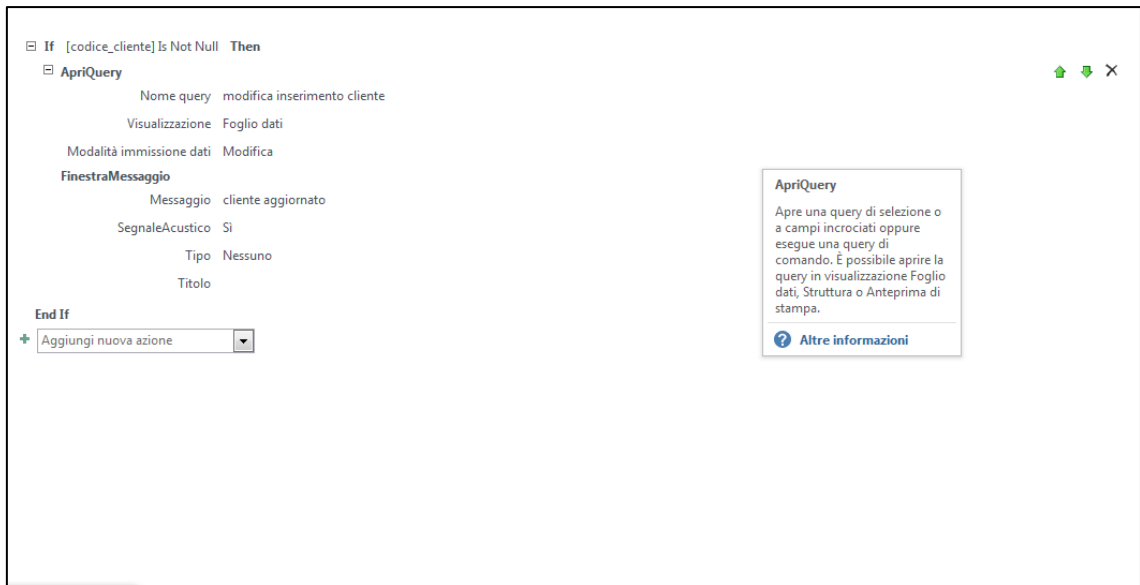 If [codice_cliente] Is Not Null Then
ApriQuery
Nome query modifica inserimento cliente
Visualizzazione Foglio dati
Modalità immissione dati Modifica
FinestraMessaggio
Messaggio cliente aggiornato
SegnaleAcustico Sì
Tipo Nessuno
Titolo
End If
Aggiungi nuova azione
ApriQuery
Apre una query di selezione o
a campi incrociati oppure
esegue una query di
comando. È possibile aprire la
query in visualizzazione Foglio
dati, Struttura o Anteprima di
stampa.
Altre informazioni